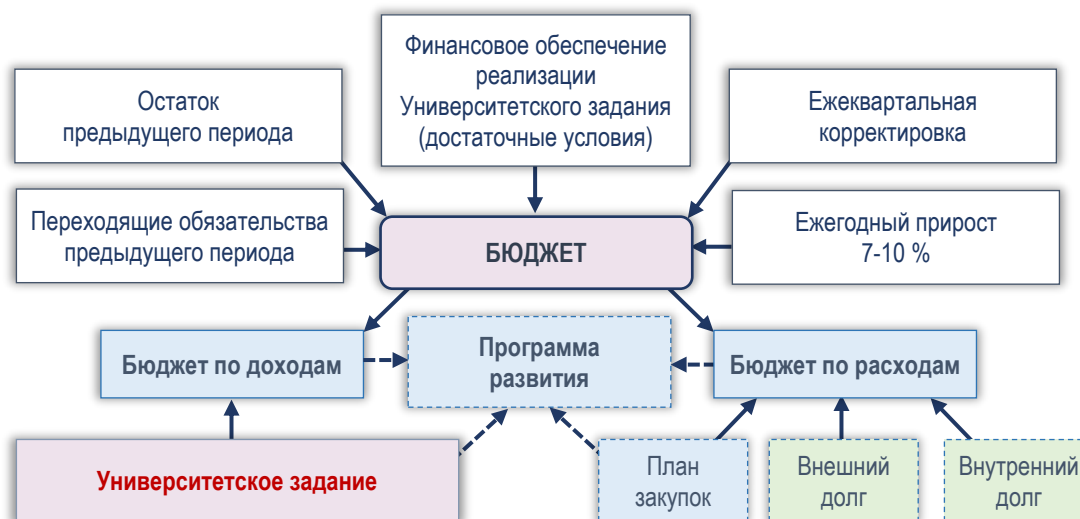 Финансовое обеспечение
реализации
Университетского задания
(достаточные условия)
Остаток
предыдущего периода
Ежеквартальная
корректировка
Переходящие обязательства
предыдущего периода
БЮДЖЕТ
Ежегодный прирост
7-10 %
Бюджет по доходам
Программа
развития
Бюджет по расходам
Университетское задание
План
закупок
Внешний
долг
Внутренний
долг